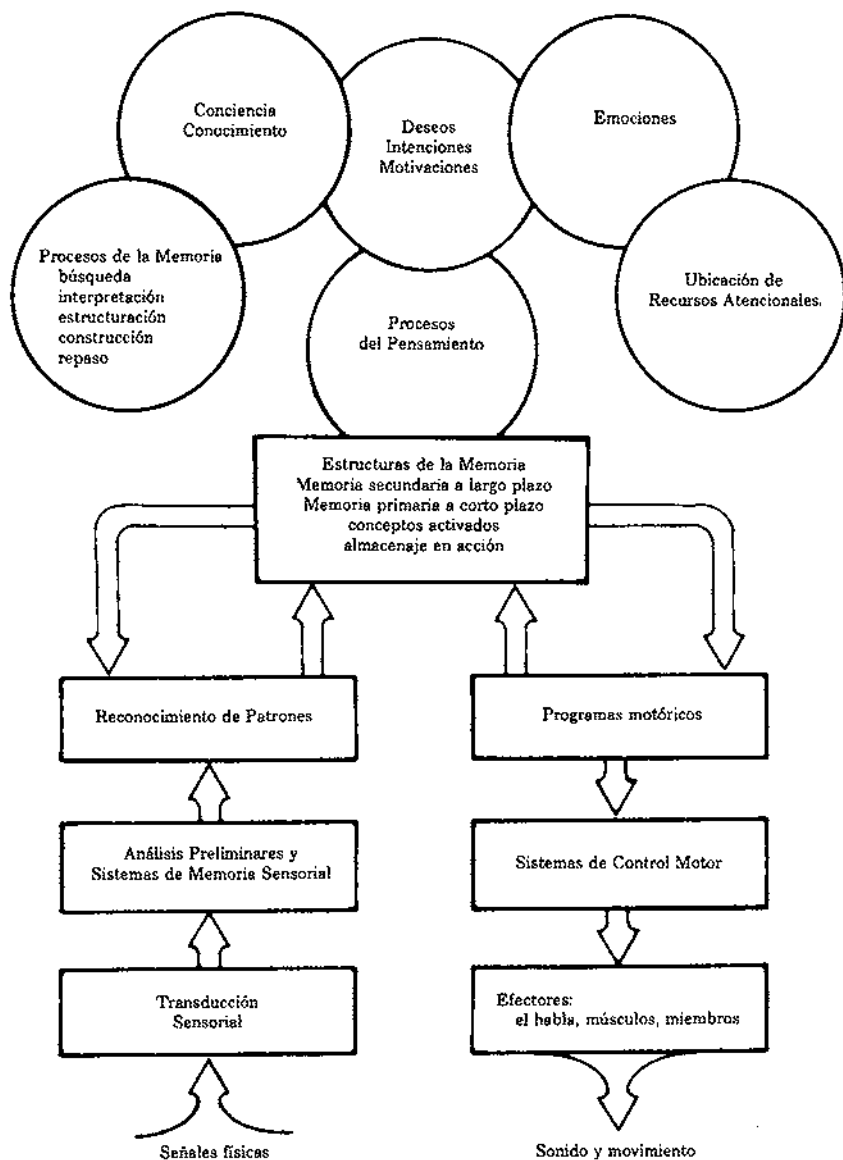 Conciencia
Conocimiento
Deseos
Intenciones
Motivaciones
Emociones
Procesos de la Memoria
búsqueda
interpretación
estructuración
construcción
repaso
Procesos
del Pensamiento
Ubicación de
Recursos Atencionales.
Estructuras de la Memoria
Memoria secundaria a largo plazo
Memoria primaria a corto plazo
conceptos activados
almacenaje en acción
Reconocimiento de Patrones
Programas motóricos
Análisis Preliminares y
Sistemas de Memoria Sensorial
Sistemas de Control Motor
Transducción
Sensorial
Efectores:
el habla, músculos, miembros
Señales físicas
Sonido y movimiento